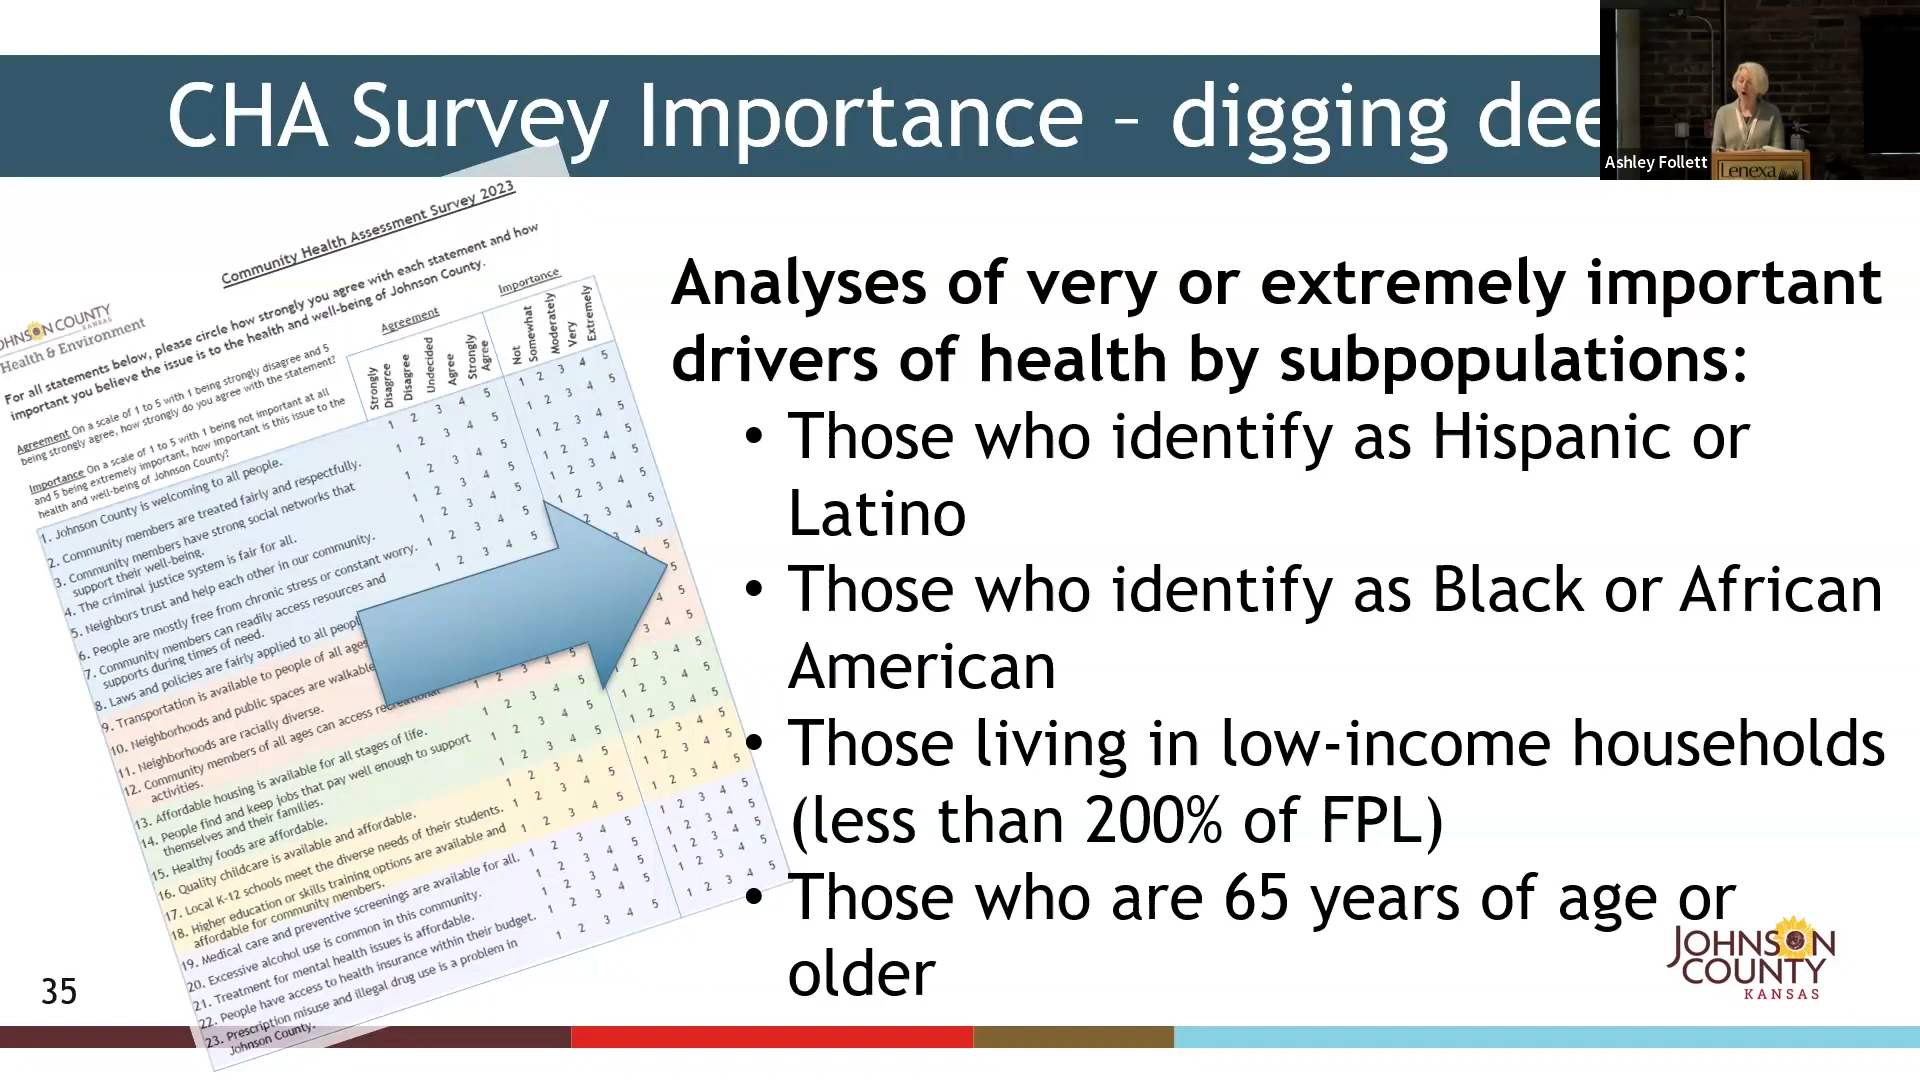 CHA Survey Importance – digging dee
Ashley Follett
Lenexa
Community Health Assessment Survey 2023
JOHNSON COUNTY
KANSAS
Health & Environment
For all statements below, please circle how strongly you agree with each statement and how
important you believe the issue is to the health and well-being of Johnson County.
Agreement On a scale of 1 to 5 with 1 being strongly disagree and 5
being strongly agree, how strongly do you agree with the statement?
Importance On a scale of 1 to 5 with 1 being not important at all
and 5 being extremely important, how important is this issue to the
health and well-being of Johnson County?
Agreement
Importance
Strongly
Disagree
Disagree
Undecided
Agree
Strongly
Agree
Not
Somewhat
Moderately
Very
Extremely
1. Johnson County is welcoming to all people.
2. Community members are treated fairly and respectfully.
3. Community members have strong social networks that
support their well-being.
4. The criminal justice system is fair for all.
5. Neighbors trust and help each other in our community.
6. People are mostly free from chronic stress or constant worry.
7. Community members can readily access resources and
supports during times of need.
8. Laws and policies are fairly applied to all peopl
9. Transportation is available to people of all ages
10. Neighborhoods and public spaces are walkable
11. Neighborhoods are racially diverse.
12. Community members of all ages can access recreational
activities.
13. Affordable housing is available for all stages of life.
14. People find and keep jobs that pay well enough to support
themselves and their families.
15. Healthy foods are affordable.
16. Quality childcare is available and affordable.
17. Local K-12 schools meet the diverse needs of their students.
18. Higher education or skills training options are available and
affordable for community members.
19. Medical care and preventive screenings are available for all.
20. Excessive alcohol use is common in this community.
21. Treatment for mental health issues is affordable.
22. People have access to health insurance within their budget.
23. Prescription misuse and illegal drug use is a problem in
Johnson County.
Analyses of very or extremely important
drivers of health by subpopulations:
• Those who identify as Hispanic or
Latino
• Those who identify as Black or African
American
• Those living in low-income households
(less than 200% of FPL)
• Those who are 65 years of age or
older
35
JOHNSON
COUNTY
KANSAS